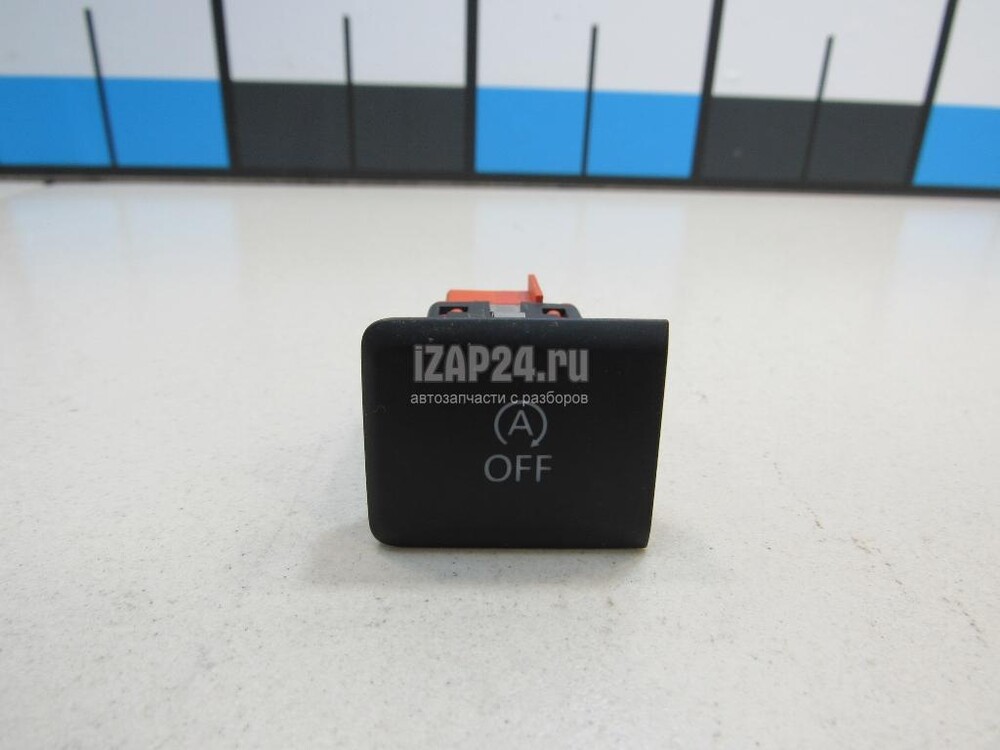 iZAP24.ru
автозапчасти с разборов
A
OFF